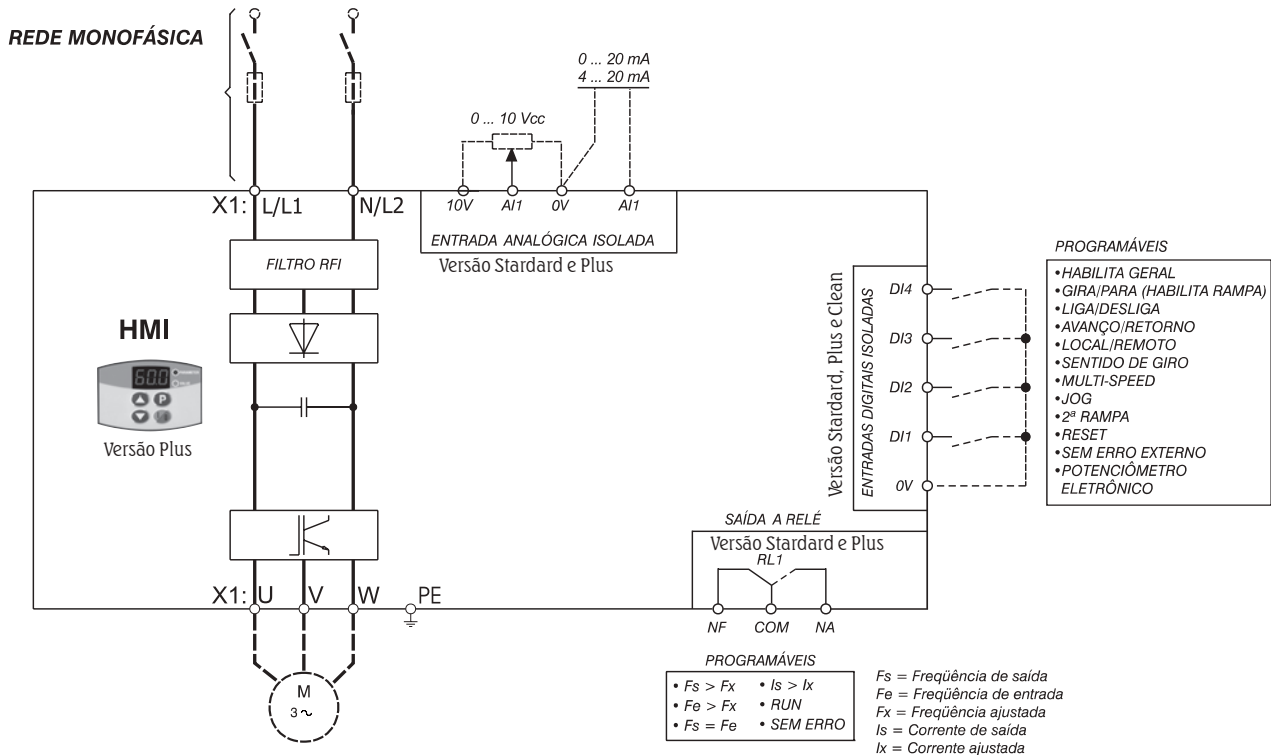 REDE MONOFÁSICA
0 ... 20 mA
4 ... 20 mA
0 ... 10 Vcc
X1: L/L1 N/L2
10V AI1 0V AI1
ENTRADA ANALÓGICA ISOLADA
Versão Stardard e Plus
FILTRO RFI
HMI
60.0
P
Versão Plus
Versão Standard, Plus e Clean
ENTRADAS DIGITAIS ISOLADAS
DI4
DI3
DI2
DI1
0V
PROGRAMÁVEIS
•HABILITA GERAL
•GIRA/PARA (HABILITA RAMPA)
•LIGA/DESLIGA
•AVANÇO/RETORNO
•LOCAL/REMOTO
•SENTIDO DE GIRO
•MULTI-SPEED
•JOG
•2ª RAMPA
•RESET
•SEM ERRO EXTERNO
•POTENCIÔMETRO
ELETRÔNICO
SAÍDA A RELÉ
Versão Stardard e Plus
RL1
NF COM NA
X1: U V W PE
M
3~
PROGRAMÁVEIS
• Fs > Fx • Is > Ix
• Fe > Fx • RUN
• Fs = Fe • SEM ERRO
Fs = Freqüência de saída
Fe = Freqüência de entrada
Fx = Freqüência ajustada
Is = Corrente de saída
Ix = Corrente ajustada